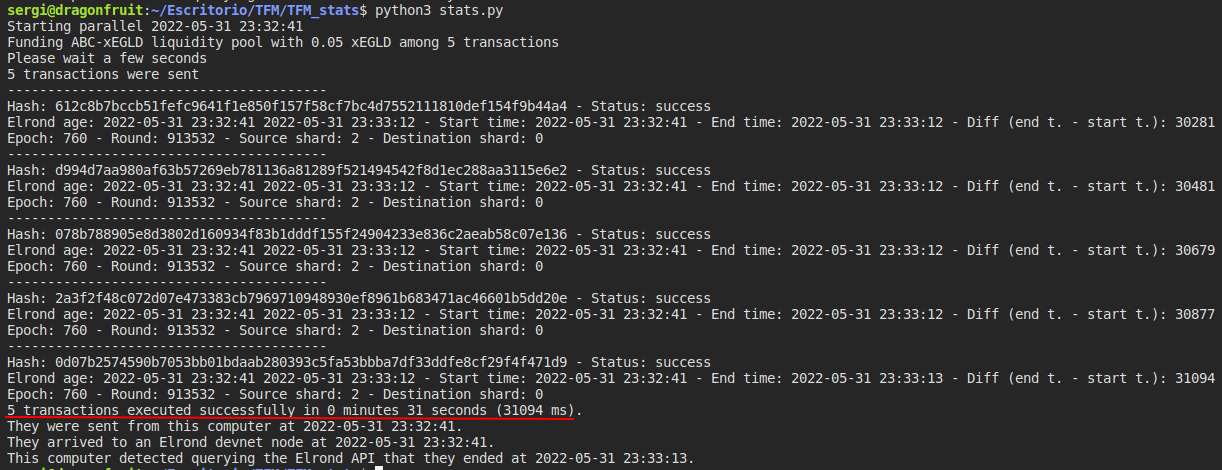 sergi@dragonfruit:~/Escritorio/TFM/TFM_stats$ python3 stats.py
Starting parallel 2022-05-31 23:32:41
Funding ABC-xEGLD liquidity pool with 0.05 xEGLD among 5 transactions
Please wait a few seconds
5 transactions were sent
----------------------------------------
Hash: 612c8b7bccb51fefc9641f1e850f157f58cf7bc4d7552111810def154f9b44a4 - Status: success
Elrond age: 2022-05-31 23:32:41 2022-05-31 23:33:12 - Start time: 2022-05-31 23:32:41 - End time: 2022-05-31 23:33:12 - Diff (end t. - start t.): 30281
Epoch: 760 - Round: 913532 - Source shard: 2 - Destination shard: 0
----------------------------------------
Hash: d994d7aa980af63b57269eb781136a81289f521494542f8d1ec288aa3115e6e2 - Status: success
Elrond age: 2022-05-31 23:32:41 2022-05-31 23:33:12 - Start time: 2022-05-31 23:32:41 - End time: 2022-05-31 23:33:12 - Diff (end t. - start t.): 30481
Epoch: 760 - Round: 913532 - Source shard: 2 - Destination shard: 0
----------------------------------------
Hash: 078b788905e8d3802d160934f83b1dddf155f24904233e836c2aeab58c07e136 - Status: success
Elrond age: 2022-05-31 23:32:41 2022-05-31 23:33:12 - Start time: 2022-05-31 23:32:41 - End time: 2022-05-31 23:33:12 - Diff (end t. - start t.): 30679
Epoch: 760 - Round: 913532 - Source shard: 2 - Destination shard: 0
----------------------------------------
Hash: 2a3f2f48c072d07e473383cb7969710948930ef8961b683471ac46601b5dd20e - Status: success
Elrond age: 2022-05-31 23:32:41 2022-05-31 23:33:12 - Start time: 2022-05-31 23:32:41 - End time: 2022-05-31 23:33:12 - Diff (end t. - start t.): 30877
Epoch: 760 - Round: 913532 - Source shard: 2 - Destination shard: 0
----------------------------------------
Hash: 0d07b2574590b7053bb01bdaab280393c5fa53bbba7df33ddfe8cf29f4f471d9 - Status: success
Elrond age: 2022-05-31 23:32:41 2022-05-31 23:33:12 - Start time: 2022-05-31 23:32:41 - End time: 2022-05-31 23:33:13 - Diff (end t. - start t.): 31094
Epoch: 760 - Round: 913532 - Source shard: 2 - Destination shard: 0
5 transactions executed successfully in 0 minutes 31 seconds (31094 ms).
They were sent from this computer at 2022-05-31 23:32:41.
They arrived to an Elrond devnet node at 2022-05-31 23:32:41.
This computer detected querying the Elrond API that they ended at 2022-05-31 23:33:13.